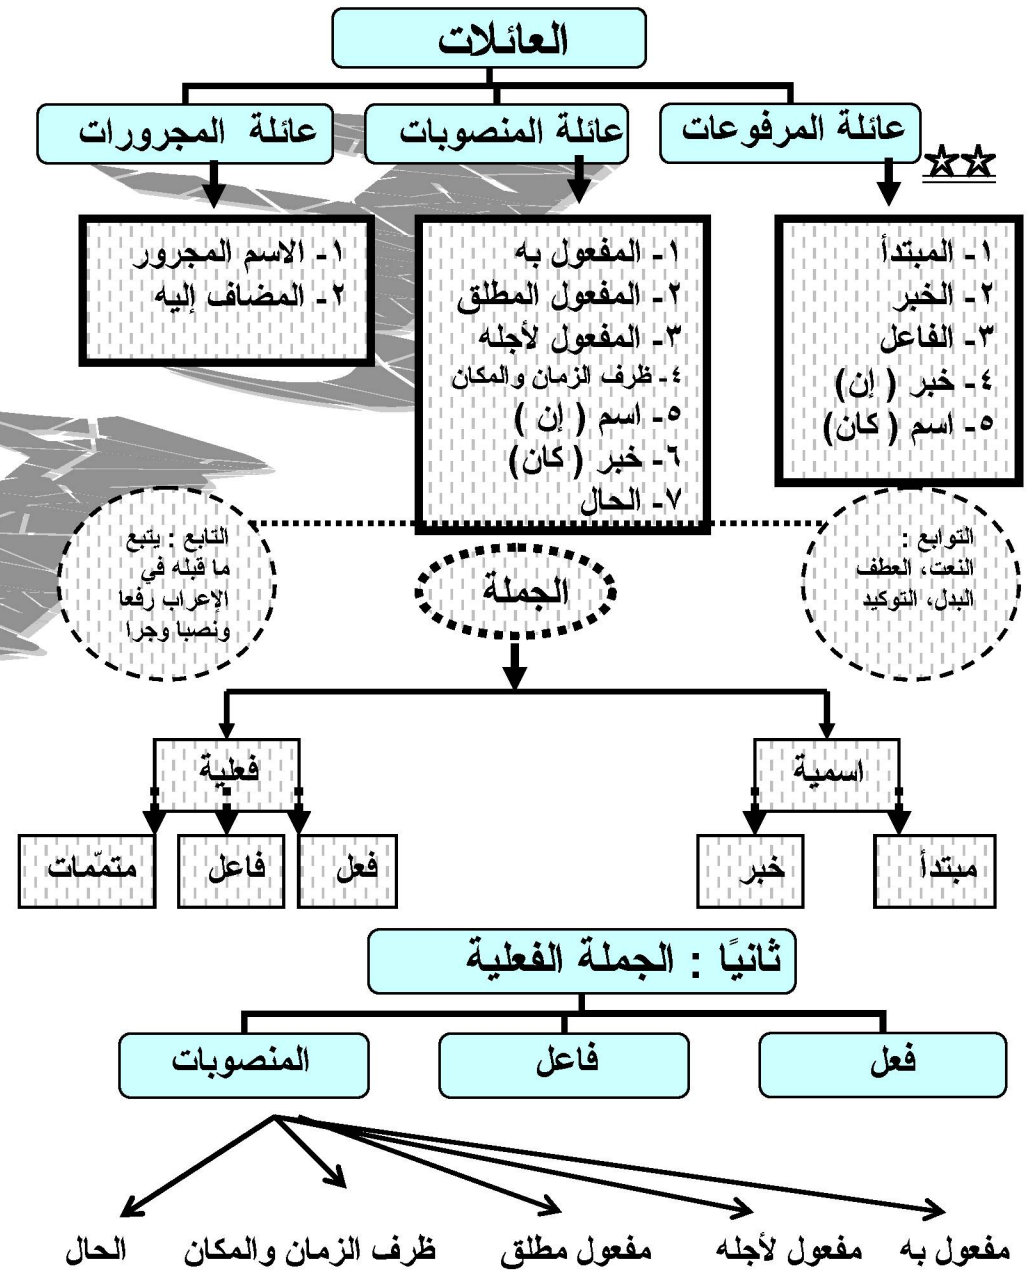 العائلات
عائلة المرفوعات
عائلة المنصوبات
عائلة المجرورات
١- المبتدأ
٢- الخبر
٣- الفاعل
٤- خبر ( إن)
٥- اسم ( كان)
١- المفعول به
٢- المفعول المطلق
٣- المفعول لأجله
٤- ظرف الزمان والمكان
٥- اسم ( إن )
٦- خبر ( كان)
٧- الحال
١- الاسم المجرور
٢- المضاف إليه
التوابع :
النعت، العطف
البدل، التوكيد
الجملة
التابع : يتبع
ما قبله في
الإعراب رفعا
ونصبا وجرا
اسمية
فعلية
مبتدأ
خبر
فعل
فاعل
متمّمات
ثانيًا : الجملة الفعلية
فعل
فاعل
المنصوبات
مفعول به
مفعول لأجله
مفعول مطلق
ظرف الزمان والمكان
الحال